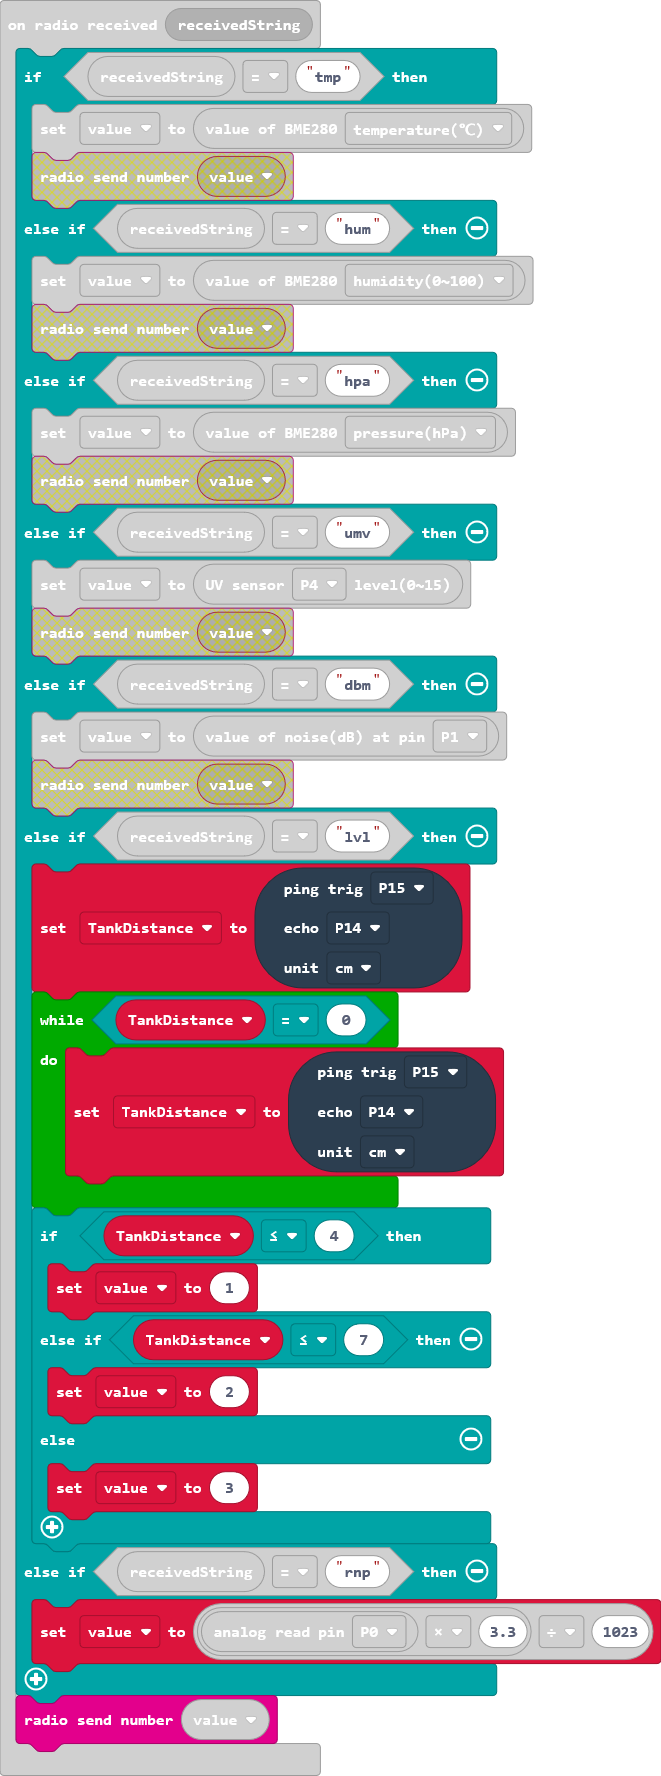 on radio received receivedString
if receivedString = "tmp" then
set value to value of BME280 temperature(℃)
radio send number value
else if receivedString = "hum" then
set value to value of BME280 humidity(0~100)
radio send number value
else if receivedString = "hpa" then
set value to value of BME280 pressure(hPa)
radio send number value
else if receivedString = "umv" then
set value to UV sensor P4 level(0~15)
radio send number value
else if receivedString = "dbm" then
set value to value of noise(dB) at pin P1
radio send number value
else if receivedString = "lvl" then
ping trig P15
set TankDistance to echo P14
unit cm
while TankDistance = 0
do
ping trig P15
set TankDistance to echo P14
unit cm
if TankDistance ≤ 4 then
set value to 1
else if TankDistance ≤ 7 then
set value to 2
else
set value to 3
else if receivedString = "rnp" then
set value to analog read pin P0 × 3.3 ÷ 1023
radio send number value